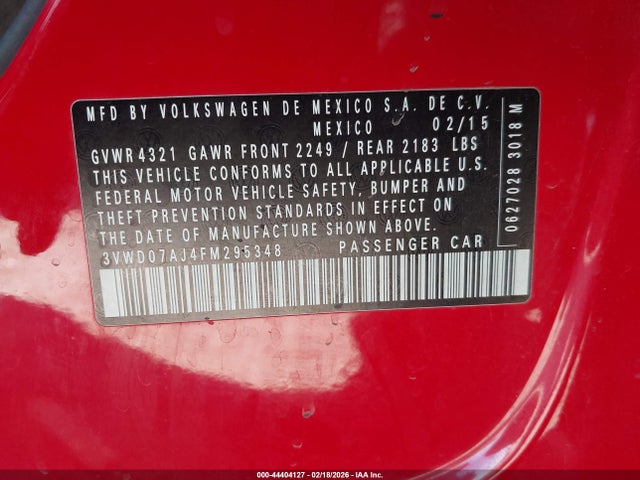 MFD BY VOLKSWAGEN DE MEXICO S.A. DE C.V.
MEXICO 02/15
GVWR 4321 GAWR FRONT 2249 / REAR 2183 LBS
THIS VEHICLE CONFORMS TO ALL APPLICABLE U.S.
FEDERAL MOTOR VEHICLE SAFETY, BUMPER AND
THEFT PREVENTION STANDARDS IN EFFECT ON
THE DATE OF MANUFACTURE SHOWN ABOVE.
3VWD07AJ4FM295348 PASSENGER CAR
0627028 3018 M
000-44404127 - 02/18/2026 - IAA Inc.